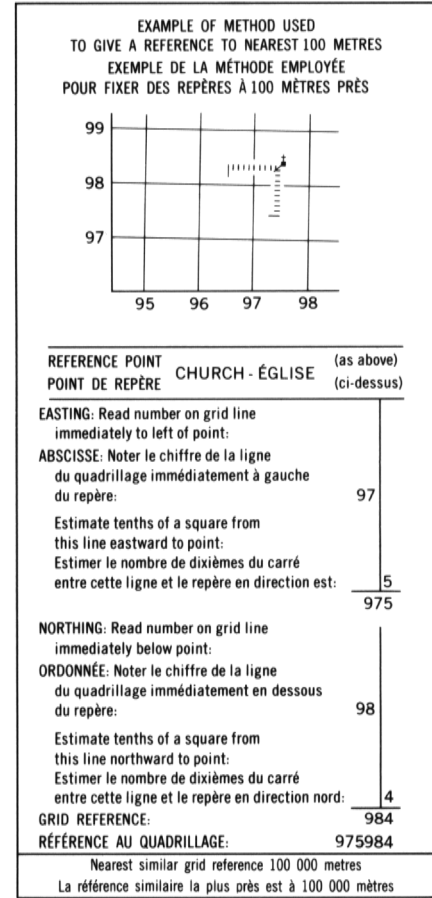 EXAMPLE OF METHOD USED
TO GIVE A REFERENCE TO NEAREST 100 METRES
EXEMPLE DE LA MÉTHODE EMPLOYÉE
POUR FIXER DES REPÈRES À 100 MÈTRES PRÈS
99
98
97
95 96 97 98
REFERENCE POINT
POINT DE REPÈRE
CHURCH - ÉGLISE
(as above)
(ci-dessus)
EASTING: Read number on grid line
immediately to left of point:
ABSCISSE: Noter le chiffre de la ligne
du quadrillage immédiatement à gauche
du repère: 97
Estimate tenths of a square from
this line eastward to point:
Estimer le nombre de dixièmes du carré
entre cette ligne et le repère en direction est: 5
975
NORTHING: Read number on grid line
immediately below point:
ORDONNÉE: Noter le chiffre de la ligne
du quadrillage immédiatement en dessous
du repère: 98
Estimate tenths of a square from
this line northward to point:
Estimer le nombre de dixièmes du carré
entre cette ligne et le repère en direction nord: 4
GRID REFERENCE: 984
RÉFÉRENCE AU QUADRILLAGE: 975984
Nearest similar grid reference 100 000 metres
La référence similaire la plus près est à 100 000 mètres